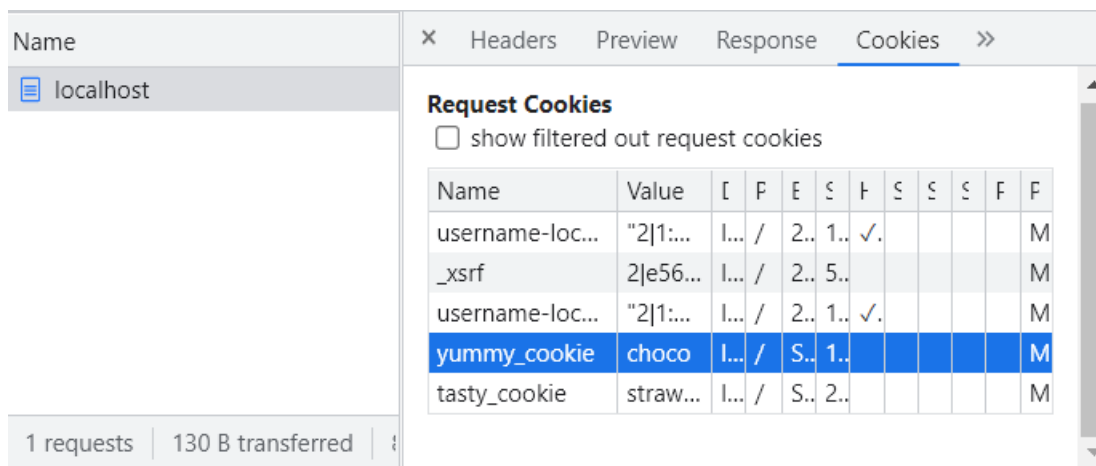 Name
× Headers Preview Response Cookies »
localhost
Request Cookies
show filtered out request cookies
Name Value P E F P
username-loc... "2|1:... l... / 2.. 1.. ✓. M
_xsrf 2|e56... l... / 2.. 5.. M
username-loc... "2|1:... l... / 2.. 1.. ✓. M
yummy_cookie choco l... / S.. 1.. M
tasty_cookie straw... l... / S.. 2.. M
1 requests 130 B transferred